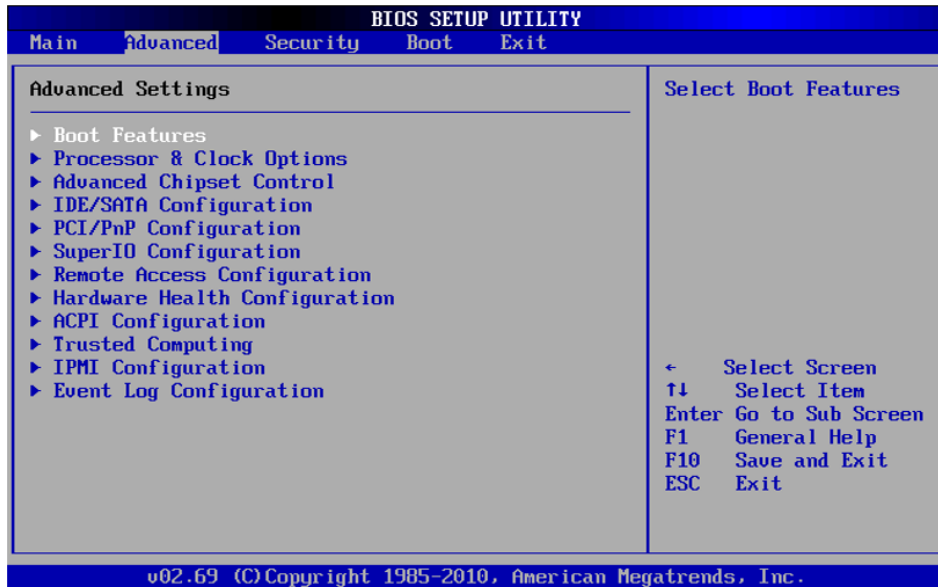 BIOS SETUP UTILITY
Main Advanced Security Boot Exit
Advanced Settings
▶ Boot Features
▶ Processor & Clock Options
▶ Advanced Chipset Control
▶ IDE/SATA Configuration
▶ PCI/PnP Configuration
▶ SuperIO Configuration
▶ Remote Access Configuration
▶ Hardware Health Configuration
▶ ACPI Configuration
▶ Trusted Computing
▶ IPMI Configuration
▶ Event Log Configuration
Select Boot Features
← Select Screen
↑↓ Select Item
Enter Go to Sub Screen
F1 General Help
F10 Save and Exit
ESC Exit
v02.69 (C)Copyright 1985-2010, American Megatrends, Inc.